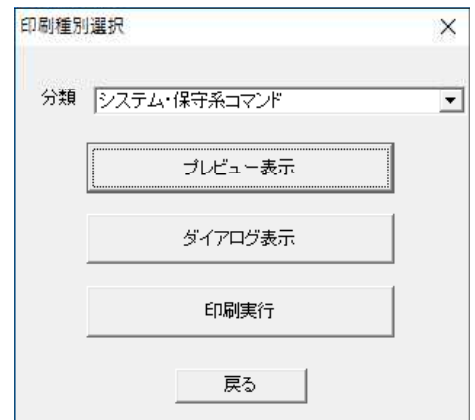 印刷種別選択
分類 システム・保守系コマンド
プレビュー表示
ダイアログ表示
印刷実行
戻る